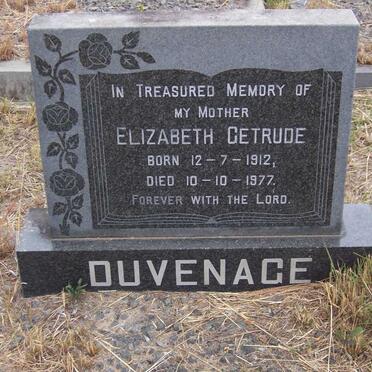 In Treasured Memory of
my Mother
Elizabeth Getrude
born 12-7-1912,
died 10-10-1977.
Forever with the Lord.
DUVENAGE